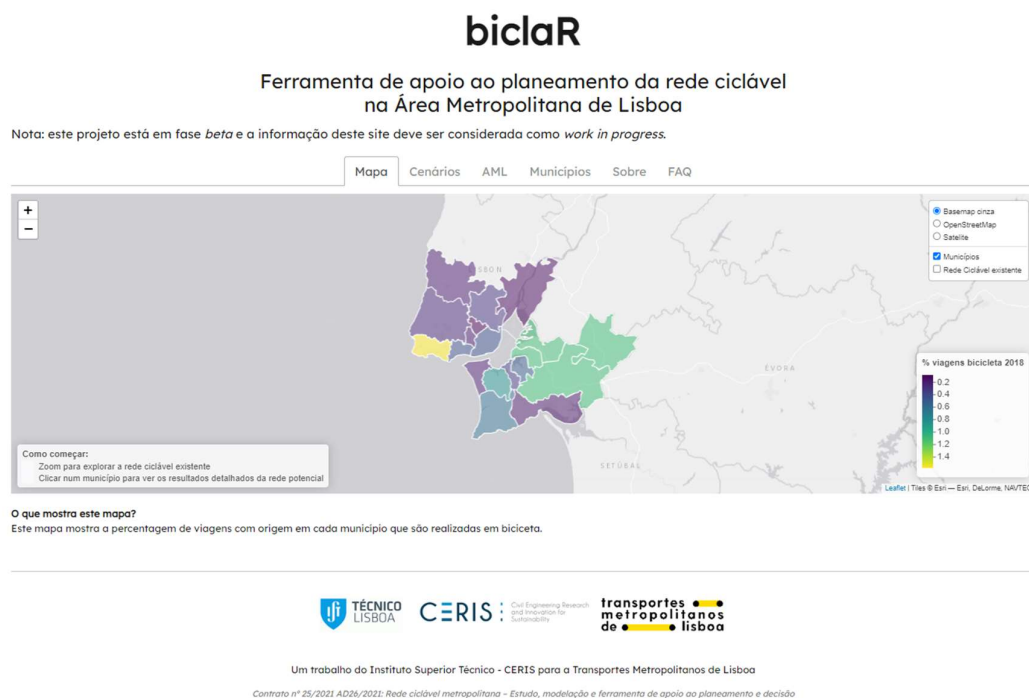 biclaR
Ferramenta de apoio ao planeamento da rede ciclável
na Área Metropolitana de Lisboa
Nota: este projeto está em fase beta e a informação deste site deve ser considerada como work in progress.
Mapa Cenários AML Municípios Sobre FAQ
+
−
Basemap cinza
OpenStreetMap
Satelite
Municípios
Rede Ciclável existente
LISBON
ÉVORA
SETÚBAL
% viagens bicicleta 2018
0.2
0.4
0.6
0.8
1.0
1.2
1.4
Como começar:
Zoom para explorar a rede ciclável existente
Clicar num município para ver os resultados detalhados da rede potencial
Leaflet | Tiles © Esri — Esri, DeLorme, NAVTEQ
O que mostra este mapa?
Este mapa mostra a percentagem de viagens com origem em cada município que são realizadas em biciceta.
TÉCNICO
LISBOA
CERIS
Civil Engineering Research
and Innovation for
Sustainability
transportes
metropolitanos
de lisboa
Um trabalho do Instituto Superior Técnico - CERIS para a Transportes Metropolitanos de Lisboa
Contrato nº 25/2021 AD26/2021: Rede ciclável metropolitana – Estudo, modelação e ferramenta de apoio ao planeamento e decisão